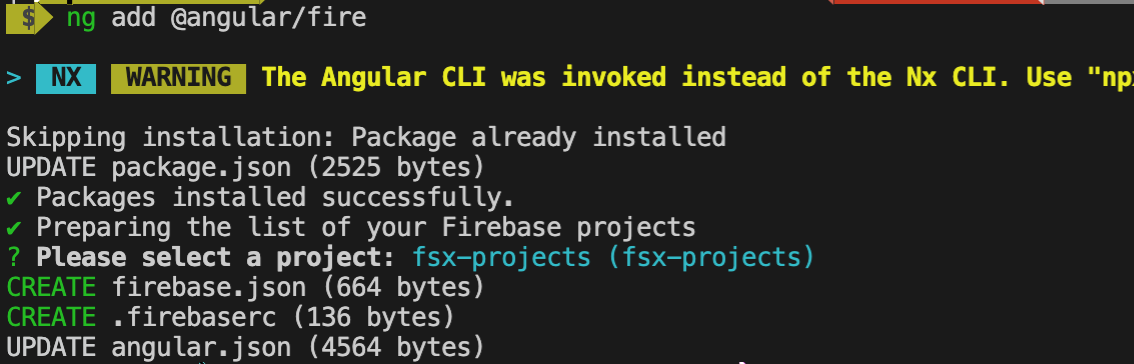 $ ng add @angular/fire
> NX WARNING The Angular CLI was invoked instead of the Nx CLI. Use "npx
Skipping installation: Package already installed
UPDATE package.json (2525 bytes)
✔ Packages installed successfully.
✔ Preparing the list of your Firebase projects
? Please select a project: fsx-projects (fsx-projects)
CREATE firebase.json (664 bytes)
CREATE .firebaserc (136 bytes)
UPDATE angular.json (4564 bytes)